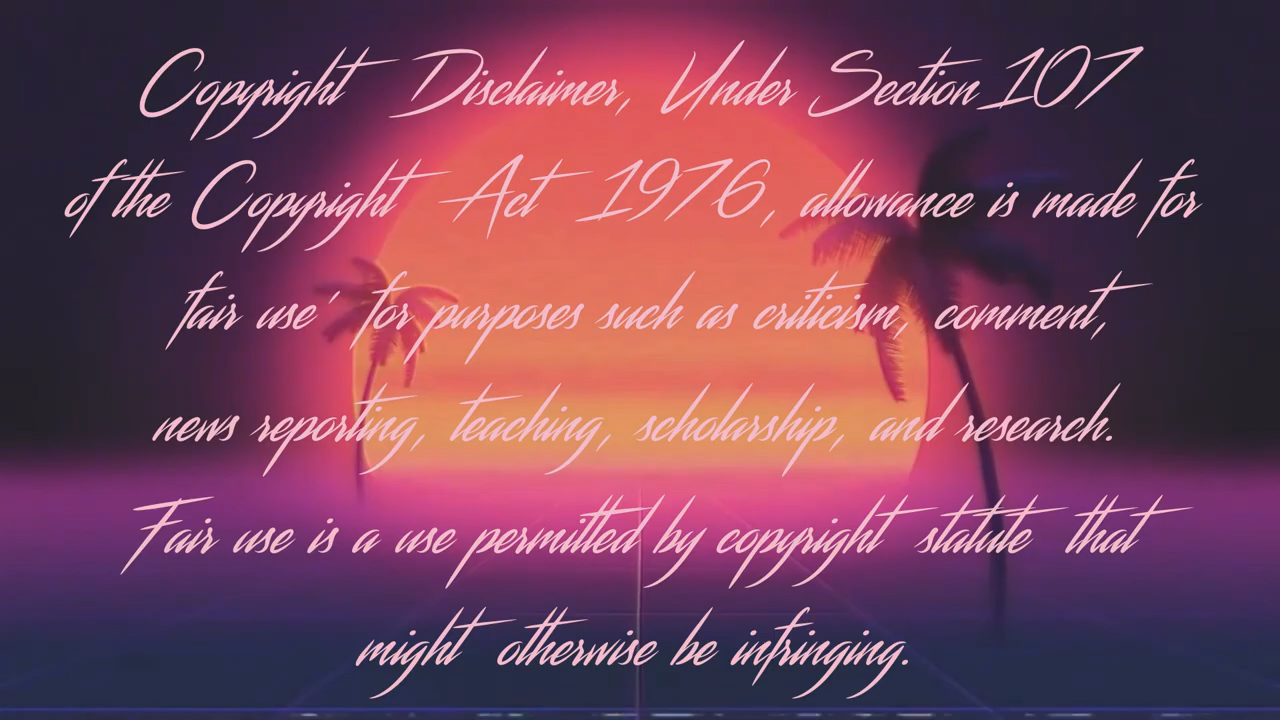 Copyright Disclaimer, Under Section 107
of the Copyright Act 1976, allowance is made for
'fair use' for purposes such as criticism, comment,
news reporting, teaching, scholarship, and research.
Fair use is a use permitted by copyright statute that
might otherwise be infringing.